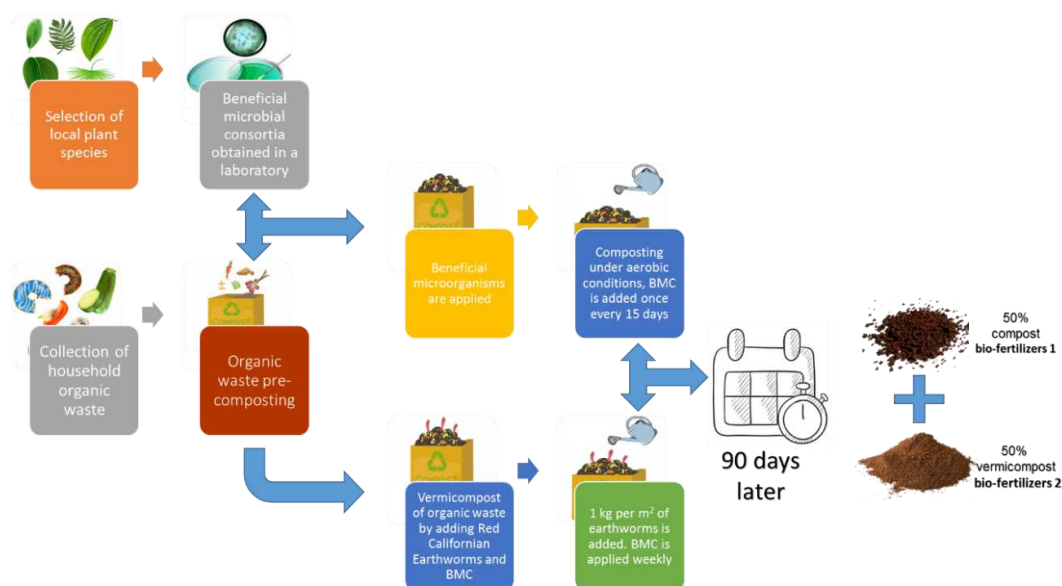 Selection of
local plant
species
Beneficial
microbial
consortia
obtained in a
laboratory
Collection of
household
organic
waste
COMPOST
Organic
waste pre-
composting
COMPOST
Beneficial
microorganisms
are applied
Composting
under aerobic
conditions, BMC
is added once
every 15 days
Vermicompost
of organic waste
by adding Red
Californian
Earthworms and
BMC
1 kg per m² of
earthworms is
added. BMC is
applied weekly
90 days
later
50%
compost
bio-fertilizers 1
50%
vermicompost
bio-fertilizers 2